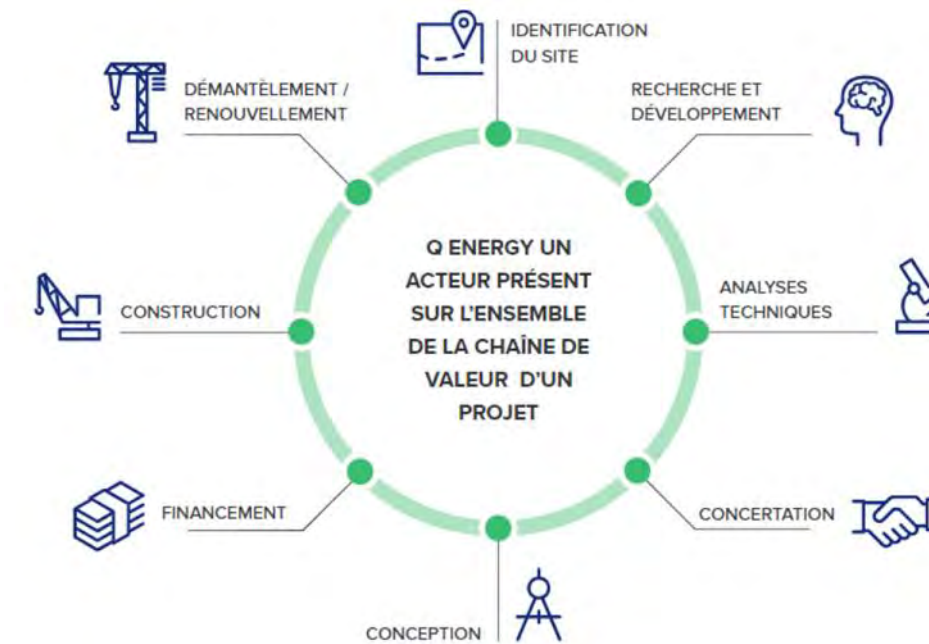 IDENTIFICATION
DU SITE
RECHERCHE ET
DÉVELOPPEMENT
ANALYSES
TECHNIQUES
CONCERTATION
CONCEPTION
FINANCEMENT
CONSTRUCTION
DÉMANTÈLEMENT /
RENOUVELLEMENT
Q ENERGY UN
ACTEUR PRÉSENT
SUR L'ENSEMBLE
DE LA CHAÎNE DE
VALEUR D'UN
PROJET